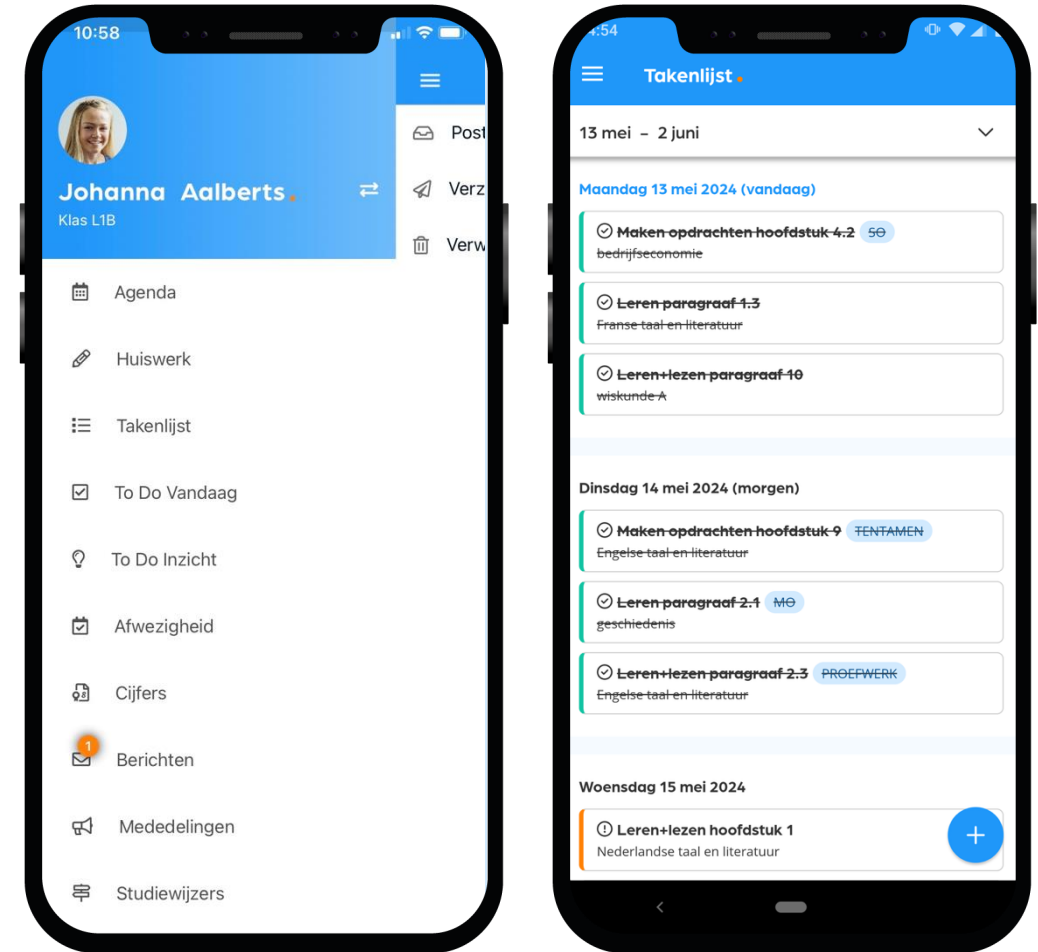 10:58
Johanna Aalberts.
Klas L1B
Agenda
Huiswerk
Takenlijst
To Do Vandaag
To Do Inzicht
Afwezigheid
Cijfers
1
Berichten
Mededelingen
Studiewijzers
Post
Verz
Verw
:54
Takenlijst.
13 mei – 2 juni
Maandag 13 mei 2024 (vandaag)
Maken opdrachten hoofdstuk 4.2 SO
bedrijfseconomie
Leren paragraaf 1.3
Franse taal en literatuur
Leren+lezen paragraaf 10
wiskunde A
Dinsdag 14 mei 2024 (morgen)
Maken opdrachten hoofdstuk 9 TENTAMEN
Engelse taal en literatuur
Leren paragraaf 2.1 MO
geschiedenis
Leren+lezen paragraaf 2.3 PROEFWERK
Engelse taal en literatuur
Woensdag 15 mei 2024
Leren+lezen hoofdstuk 1
Nederlandse taal en literatuur